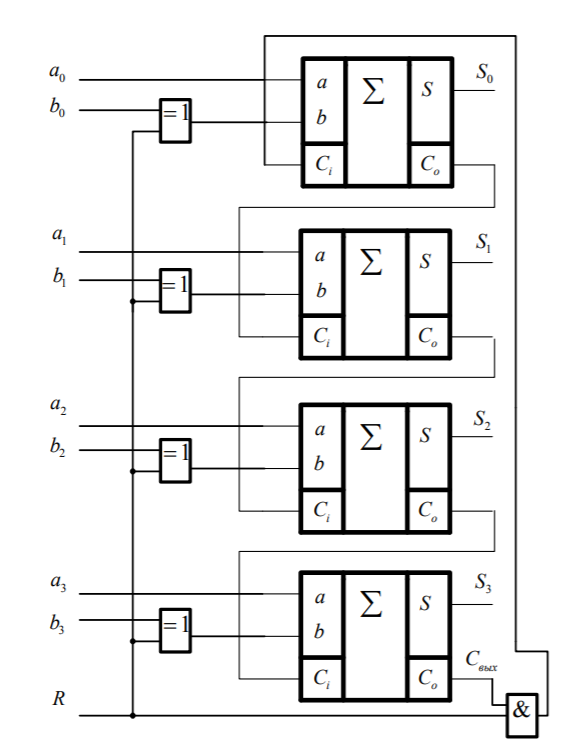 a₀ a Σ S S₀
b₀ =1 b
Cᵢ Cₒ
a₁ a Σ S S₁
b₁ =1 b
Cᵢ Cₒ
a₂ a Σ S S₂
b₂ =1 b
Cᵢ Cₒ
a₃ a Σ S S₃
b₃ =1 b
Cᵢ Cₒ Cвых
R &